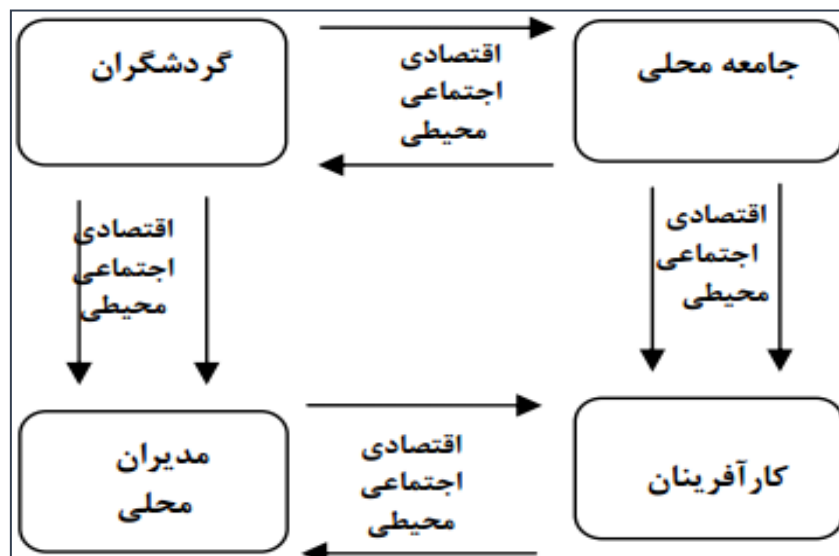 جامعه محلی
اقتصادی
اجتماعی
محیطی
گردشگران
اقتصادی
اجتماعی
محیطی
اقتصادی
اجتماعی
محیطی
کارآفرینان
اقتصادی
اجتماعی
محیطی
مدیران
محلی